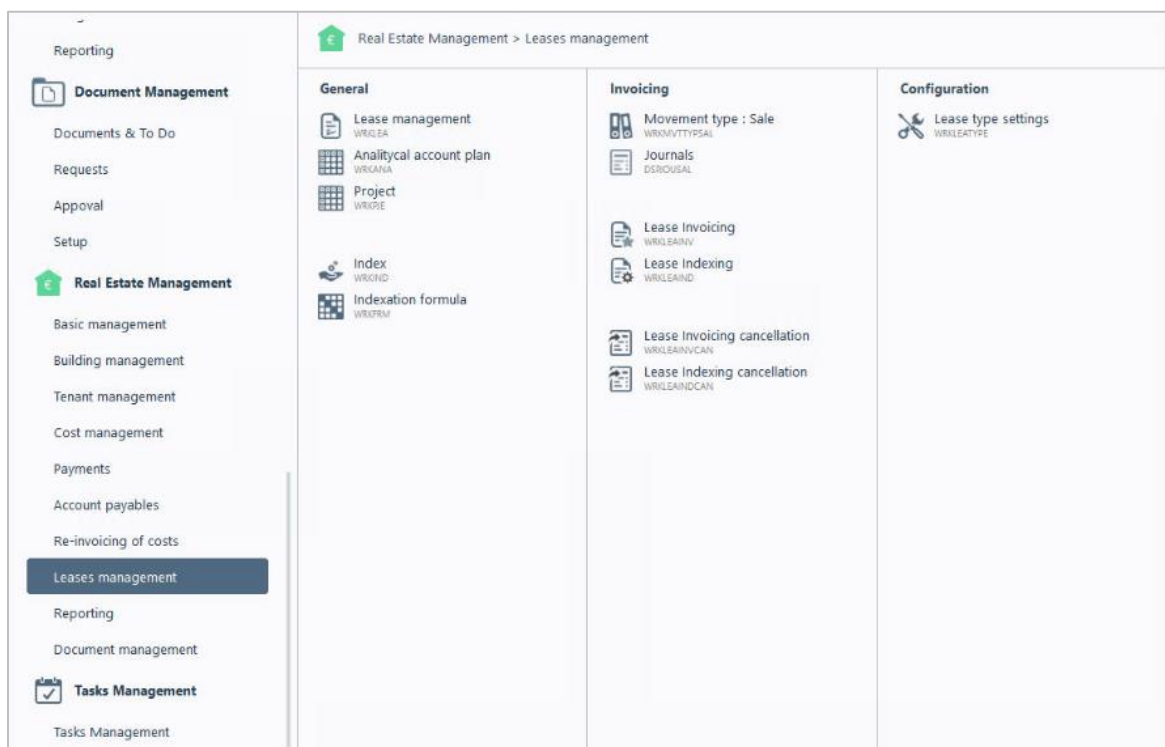 Reporting
Document Management
Documents & To Do
Requests
Appoval
Setup
Real Estate Management
Basic management
Building management
Tenant management
Cost management
Payments
Account payables
Re-invoicing of costs
Leases management
Reporting
Document management
Tasks Management
Tasks Management
Real Estate Management > Leases management
General
Lease management
WRKLEA
Analitycal account plan
WRKANA
Project
WRKPJE
Index
WRKIND
Indexation formula
WRKFRM
Invoicing
Movement type : Sale
WRKMVTTYPSAL
Journals
DSRJOUSAL
Lease Invoicing
WRKLEAINV
Lease Indexing
WRKLEAIND
Lease Invoicing cancellation
WRKLEAINVCAN
Lease Indexing cancellation
WRKLEAINDCAN
Configuration
Lease type settings
WRKLEATYPE